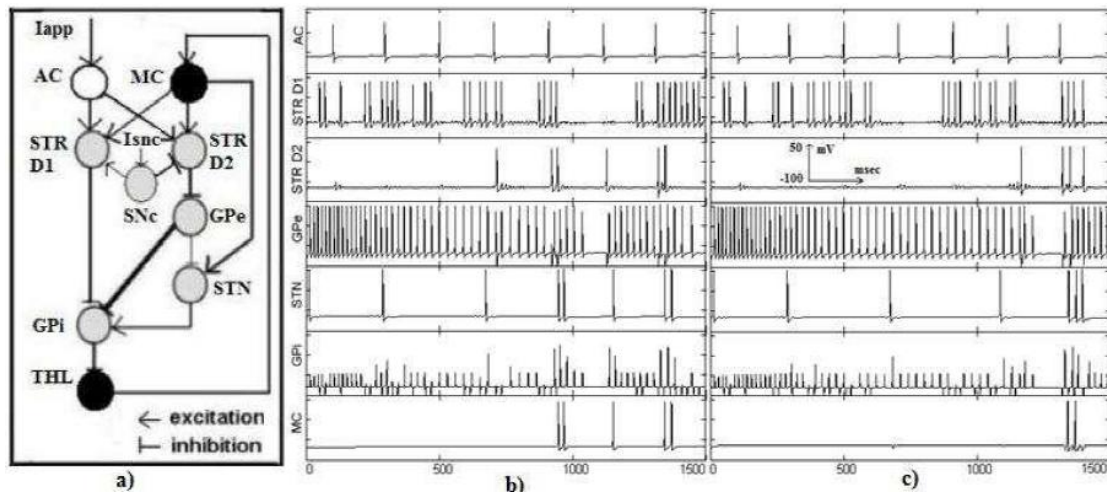 Iapp
AC
MC
STR D1
Isnc
STR D2
SNc
GPe
STN
GPi
THL
excitation
inhibition
a)
AC
STR D1
STR D2
GPe
STN
GPi
MC
0
500
1000
1500
b)
50
mV
-100
msec
0
500
1000
1500
c)